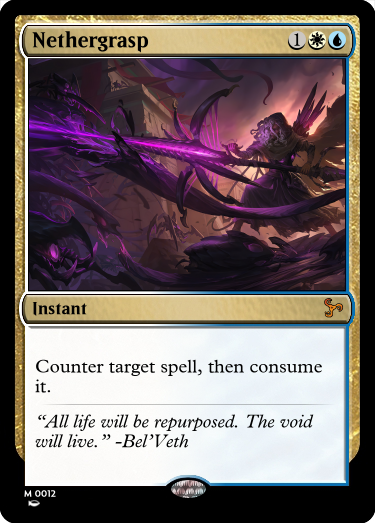 Nethergrasp 1
Instant
Counter target spell, then consume
it.
“All life will be repurposed. The void
will live.” -Bel’Veth
M 0012